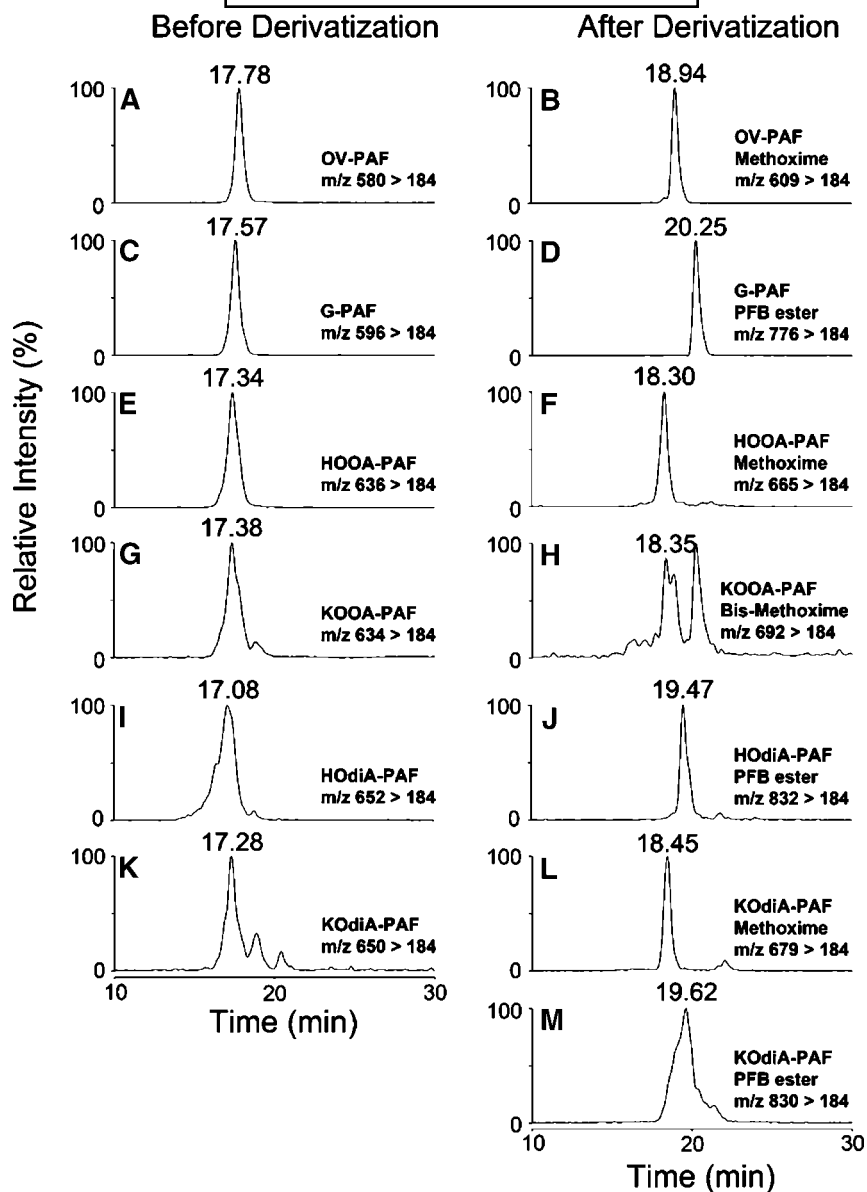 Before Derivatization
After Derivatization
Relative Intensity (%)
A
17.78
100
0
OV-PAF
m/z 580 > 184
B
18.94
100
0
OV-PAF
Methoxime
m/z 609 > 184
C
17.57
100
0
G-PAF
m/z 596 > 184
D
20.25
100
0
G-PAF
PFB ester
m/z 776 > 184
E
17.34
100
0
HOOA-PAF
m/z 636 > 184
F
18.30
100
0
HOOA-PAF
Methoxime
m/z 665 > 184
G
17.38
100
0
KOOA-PAF
m/z 634 > 184
H
18.35
100
0
KOOA-PAF
Bis-Methoxime
m/z 692 > 184
I
17.08
100
0
HOdiA-PAF
m/z 652 > 184
J
19.47
100
0
HOdiA-PAF
PFB ester
m/z 832 > 184
K
17.28
100
0
KOdiA-PAF
m/z 650 > 184
10 20 30
Time (min)
L
18.45
100
0
KOdiA-PAF
Methoxime
m/z 679 > 184
M
19.62
100
0
KOdiA-PAF
PFB ester
m/z 830 > 184
10 20 30
Time (min)